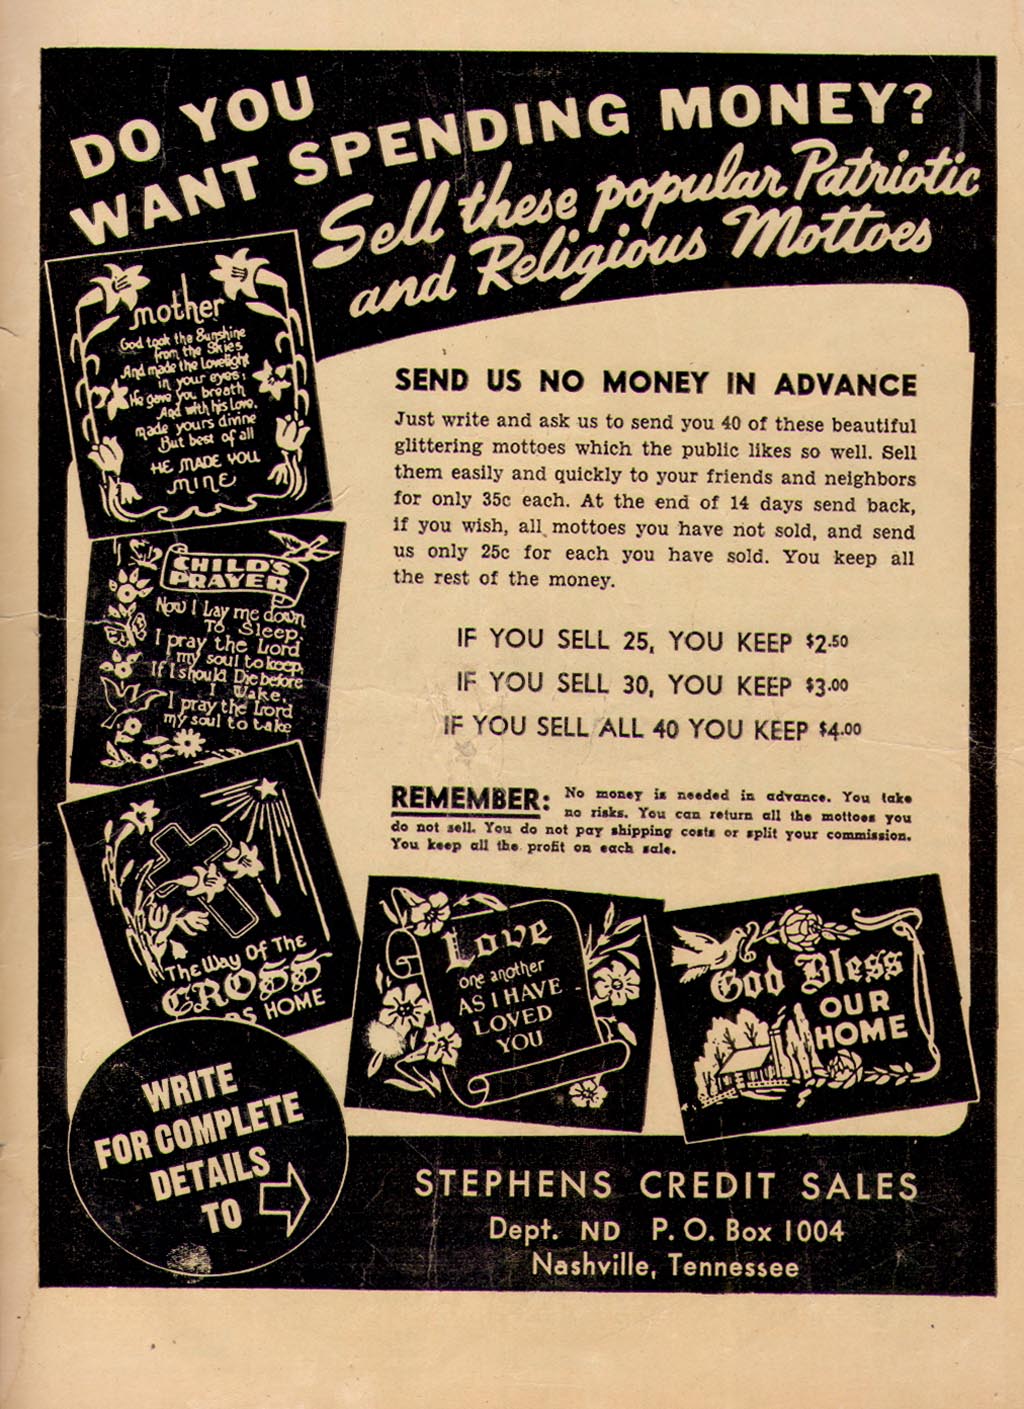 DO YOU
WANT SPENDING MONEY?
Sell these popular Patriotic
and Religious Mottoes
mother
God took the Sunshine
from the Skies
And made the Lovelight
in your eyes;
He gave you breath
And with his Love,
made yours divine
But best of all
HE MADE YOU
MINE
CHILD'S
PRAYER
Now I Lay me down
To Sleep,
I pray the Lord
my soul to keep,
If I should Die before
I Wake,
I pray the Lord
my soul to take
THE WAY OF THE
CROSS
HOME
SEND US NO MONEY IN ADVANCE
Just write and ask us to send you 40 of these beautiful
glittering mottoes which the public likes so well. Sell
them easily and quickly to your friends and neighbors
for only 35c each. At the end of 14 days send back,
if you wish, all mottoes you have not sold, and send
us only 25c for each you have sold. You keep all
the rest of the money.
IF YOU SELL 25, YOU KEEP $2.50
IF YOU SELL 30, YOU KEEP $3.00
IF YOU SELL ALL 40 YOU KEEP $4.00
REMEMBER: No money is needed in advance. You take
no risks. You can return all the mottoes you
do not sell. You do not pay shipping costs or split your commission.
You keep all the profit on each sale.
Love
one another
AS I HAVE
LOVED
YOU
God Bless
OUR
HOME
WRITE
FOR COMPLETE
DETAILS
TO
STEPHENS CREDIT SALES
Dept. ND P. O. Box 1004
Nashville, Tennessee